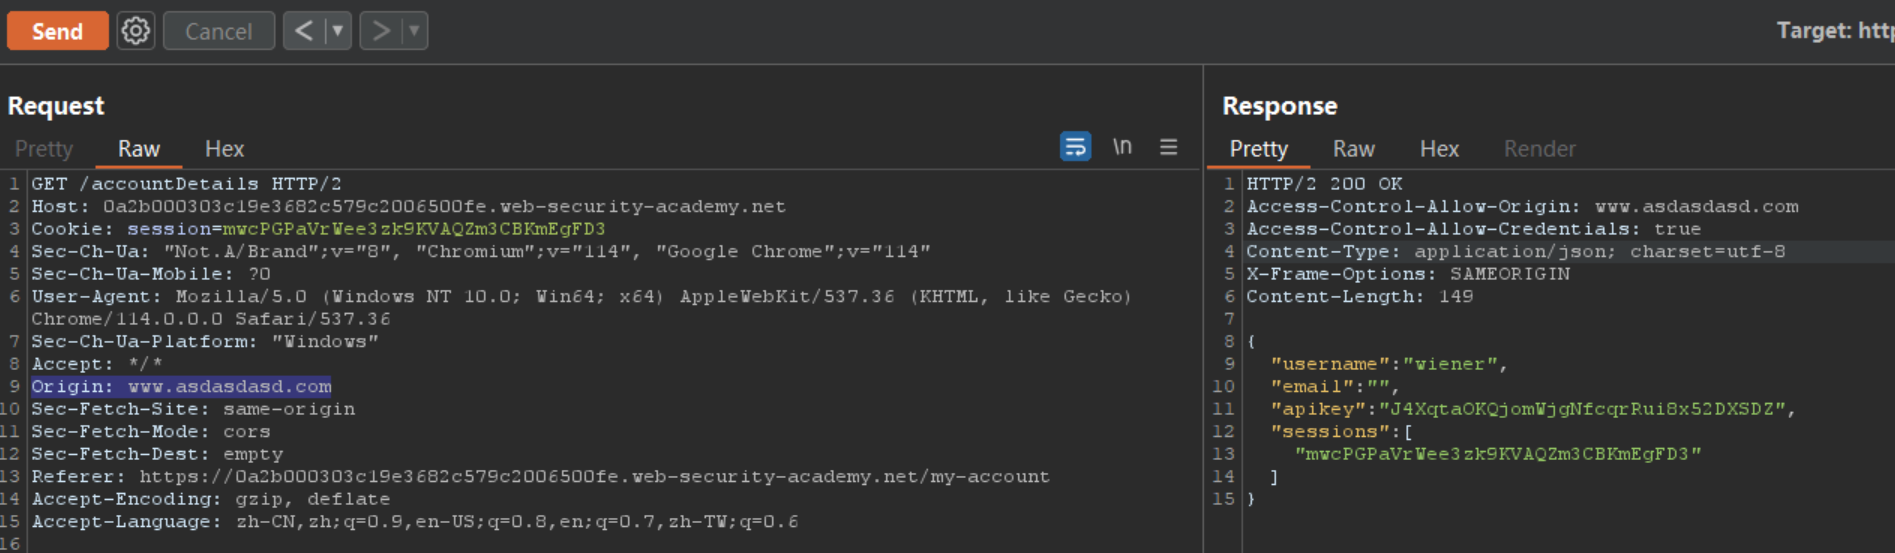 Send Cancel < > Target: http
Request
Pretty Raw Hex \n
1 GET /accountDetails HTTP/2
2 Host: 0a2b000303c19e3682c579c2006500fe.web-security-academy.net
3 Cookie: session=mwcPGPaVrWee3zk9KVAQZm3CBKmEgFD3
4 Sec-Ch-Ua: "Not.A/Brand";v="8", "Chromium";v="114", "Google Chrome";v="114"
5 Sec-Ch-Ua-Mobile: ?0
6 User-Agent: Mozilla/5.0 (Windows NT 10.0; Win64; x64) AppleWebKit/537.36 (KHTML, like Gecko)
Chrome/114.0.0.0 Safari/537.36
7 Sec-Ch-Ua-Platform: "Windows"
8 Accept: */*
9 Origin: www.asdasdasd.com
10 Sec-Fetch-Site: same-origin
11 Sec-Fetch-Mode: cors
12 Sec-Fetch-Dest: empty
13 Referer: https://0a2b000303c19e3682c579c2006500fe.web-security-academy.net/my-account
14 Accept-Encoding: gzip, deflate
15 Accept-Language: zh-CN,zh;q=0.9,en-US;q=0.8,en;q=0.7,zh-TW;q=0.6
16
Response
Pretty Raw Hex Render
1 HTTP/2 200 OK
2 Access-Control-Allow-Origin: www.asdasdasd.com
3 Access-Control-Allow-Credentials: true
4 Content-Type: application/json; charset=utf-8
5 X-Frame-Options: SAMEORIGIN
6 Content-Length: 149
7
8 {
9 "username":"wiener",
10 "email":"",
11 "apikey":"J4XqtaOKQjomWjgNfcqrRui8x52DXSDZ",
12 "sessions":[
13 "mwcPGPaVrWee3zk9KVAQZm3CBKmEgFD3"
14 ]
15 }